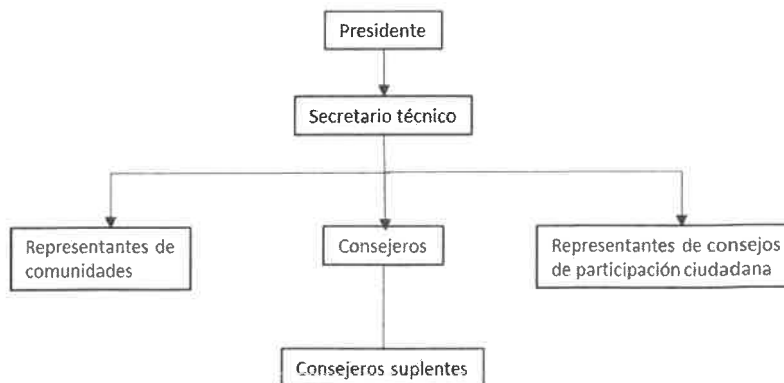 Presidente
Secretario técnico
Representantes de
comunidades
Consejeros
Representantes de consejos
de participación ciudadana
Consejeros suplentes